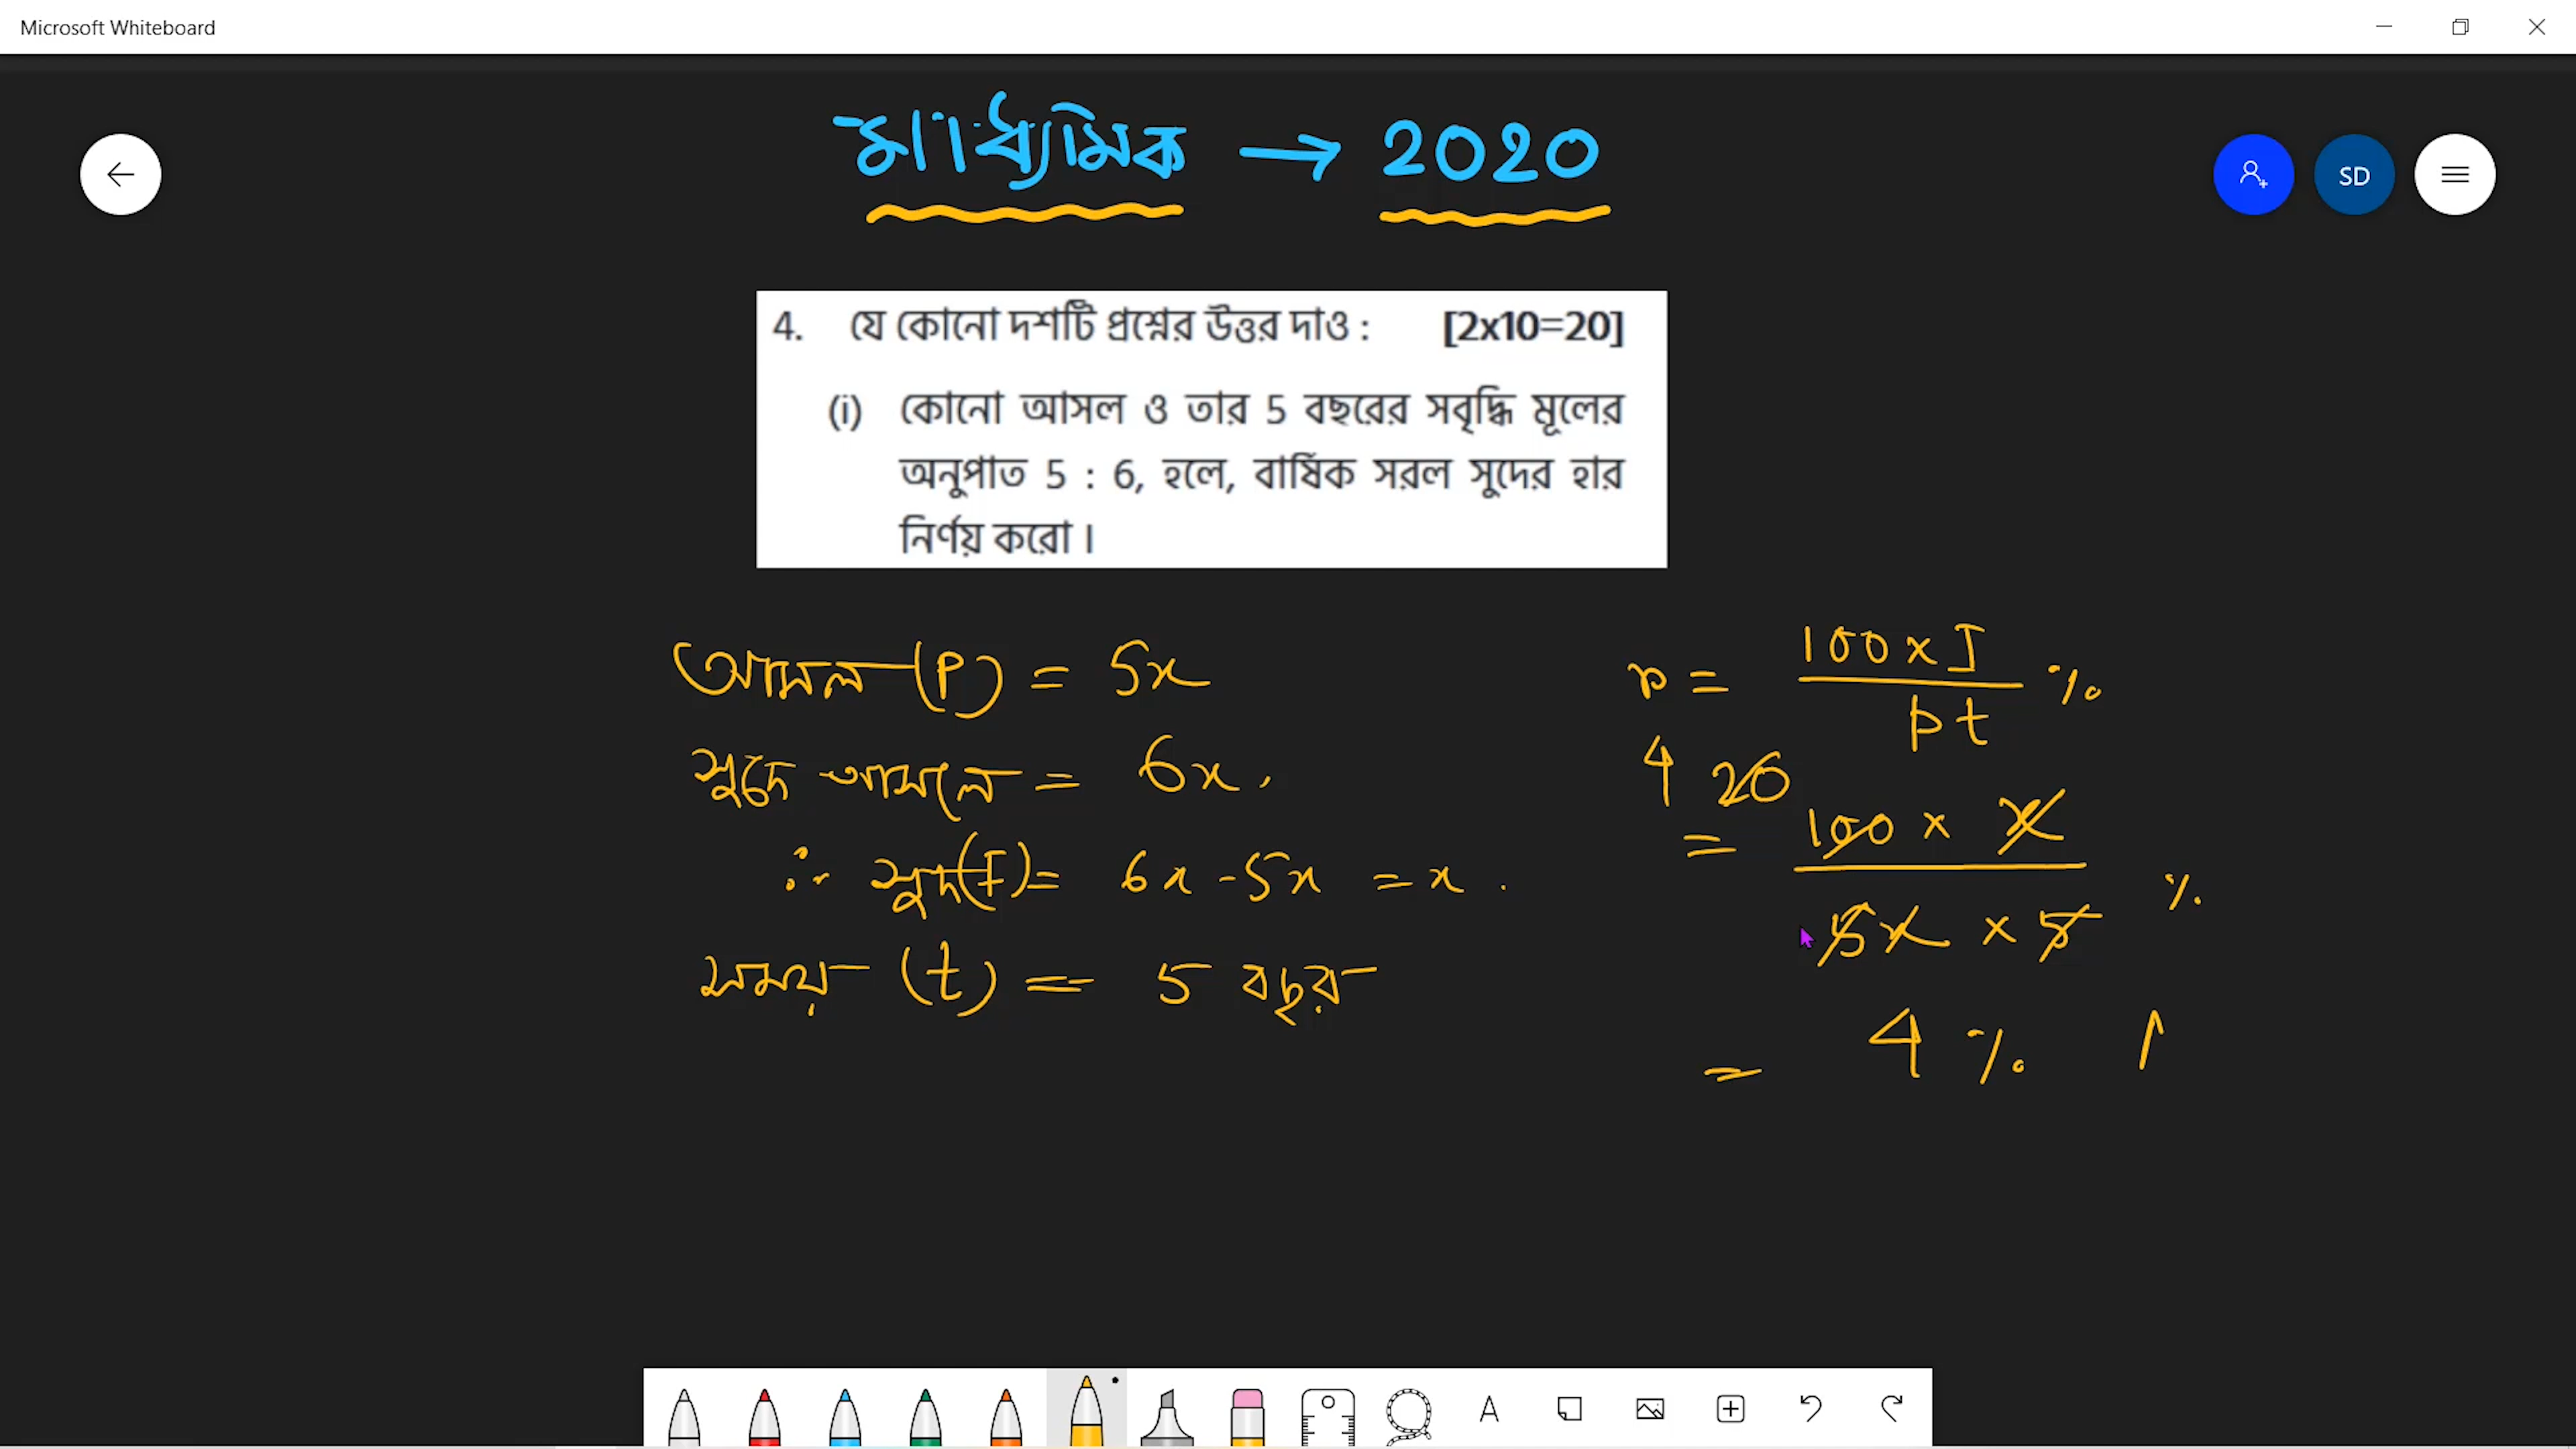 Microsoft Whiteboard
মাধ্যমিক → 2020
SD
4. যে কোনো দশটি প্রশ্নের উত্তর দাও : [2x10=20]
(i) কোনো আসল ও তার 5 বছরের সবৃদ্ধি মূলের
অনুপাত 5 : 6, হলে, বার্ষিক সরল সুদের হার
নির্ণয় করো ।
আসল (P) = 5x
সুদে আসলে = 6x,
∴ সুদ(I) = 6x - 5x = x .
সময় (t) = 5 বছর
r = 100 x I / pt %
4 20
= 100 x x / 5x x 5 %
= 4 %
A